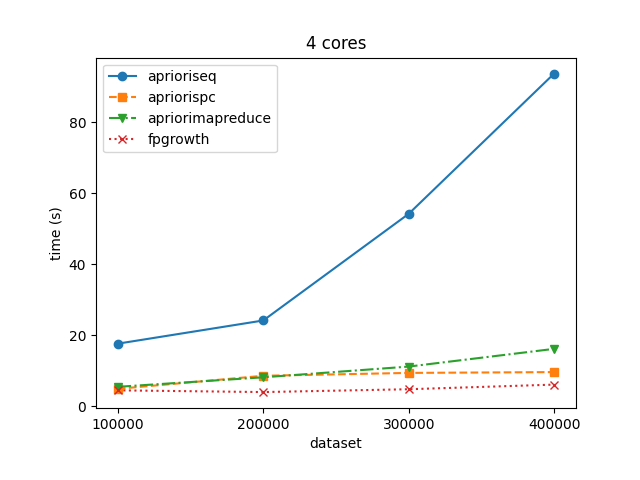 4 cores
aprioriseq
apriorispc
apriorimapreduce
fpgrowth
time (s)
80
60
40
20
0
100000
200000
300000
400000
dataset